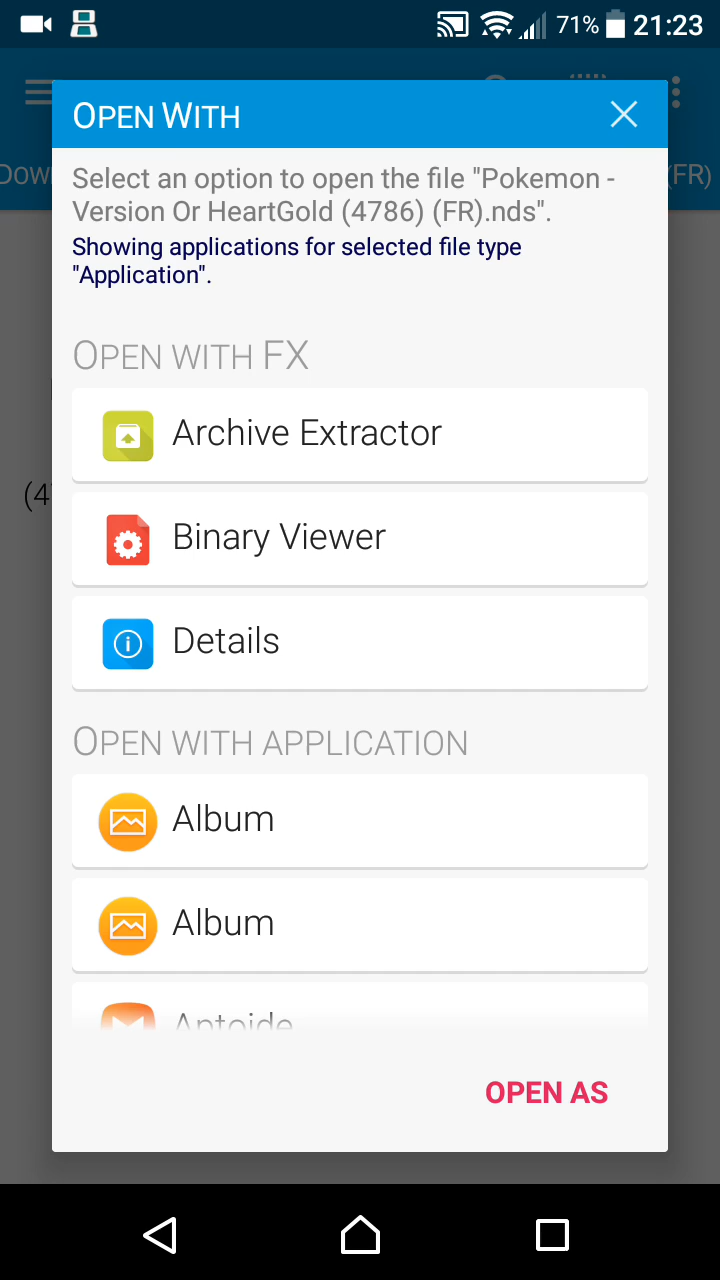 71% 21:23
OPEN WITH
(FR)
Select an option to open the file "Pokemon -
Version Or HeartGold (4786) (FR).nds".
Showing applications for selected file type
"Application".
OPEN WITH FX
Archive Extractor
(4
Binary Viewer
Details
OPEN WITH APPLICATION
Album
Album
Aptoide
OPEN AS